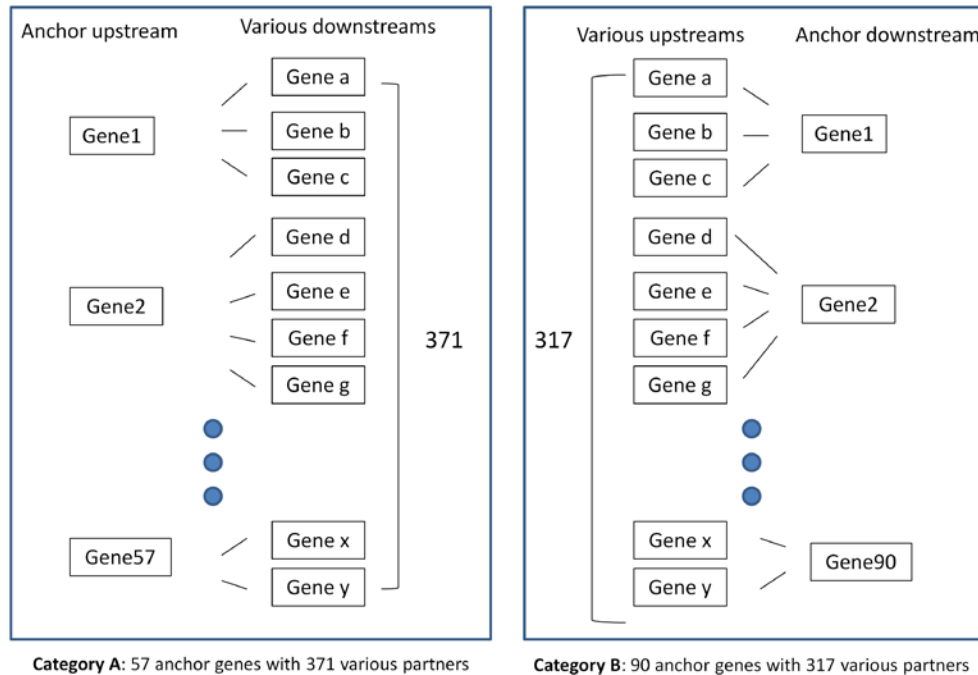 Anchor upstream
Various downstreams
Gene a
Gene b
Gene c
Gene1
Gene d
Gene e
Gene f
Gene g
Gene2
371
Gene x
Gene y
Gene57
Category A: 57 anchor genes with 371 various partners
Various upstreams
Anchor downstream
Gene a
Gene b
Gene c
Gene1
Gene d
Gene e
Gene f
Gene g
Gene2
317
Gene x
Gene y
Gene90
Category B: 90 anchor genes with 317 various partners